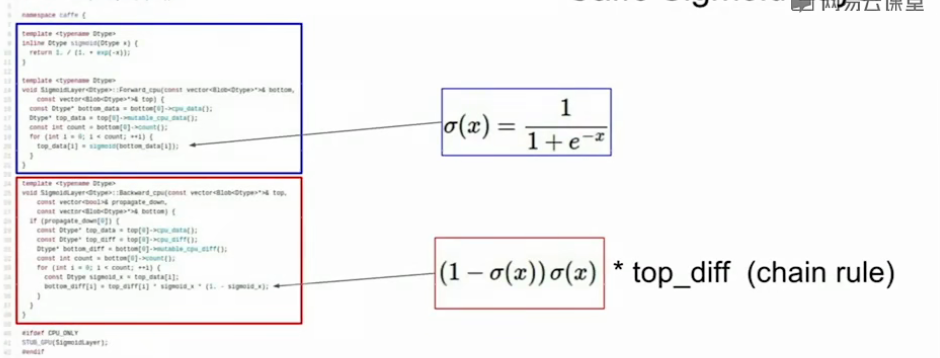 namespace caffe {
template <typename Dtype>
inline Dtype sigmoid(Dtype x) {
return 1. / (1. + exp(-x));
}
template <typename Dtype>
void SigmoidLayer<Dtype>::Forward_cpu(const vector<Blob<Dtype>*>& bottom,
const vector<Blob<Dtype>*>& top) {
const Dtype* bottom_data = bottom[0]->cpu_data();
Dtype* top_data = top[0]->mutable_cpu_data();
const int count = bottom[0]->count();
for (int i = 0; i < count; ++i) {
top_data[i] = sigmoid(bottom_data[i]);
}
}
template <typename Dtype>
void SigmoidLayer<Dtype>::Backward_cpu(const vector<Blob<Dtype>*>& top,
const vector<bool>& propagate_down,
const vector<Blob<Dtype>*>& bottom) {
if (propagate_down[0]) {
const Dtype* top_data = top[0]->cpu_data();
const Dtype* top_diff = top[0]->cpu_diff();
Dtype* bottom_diff = bottom[0]->mutable_cpu_diff();
const int count = bottom[0]->count();
for (int i = 0; i < count; ++i) {
const Dtype sigmoid_x = top_data[i];
bottom_diff[i] = top_diff[i] * sigmoid_x * (1. - sigmoid_x);
}
}
}
#ifdef CPU_ONLY
STUB_GPU(SigmoidLayer);
#endif
网易云课堂
σ(x) = 1 / (1 + e^{-x})
(1 − σ(x)) σ(x) * top_diff (chain rule)